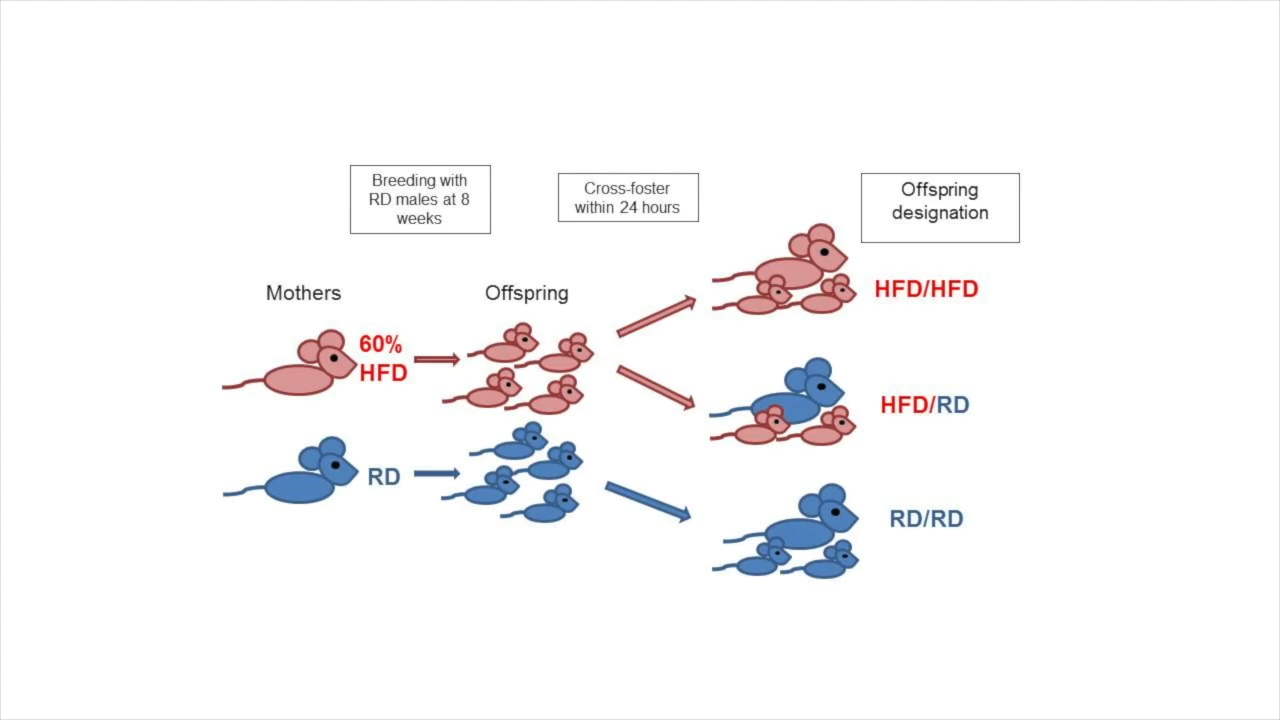 Breeding with
RD males at 8
weeks
Cross-foster
within 24 hours
Offspring
designation
Mothers
Offspring
60%
HFD
RD
HFD/HFD
HFD/RD
RD/RD